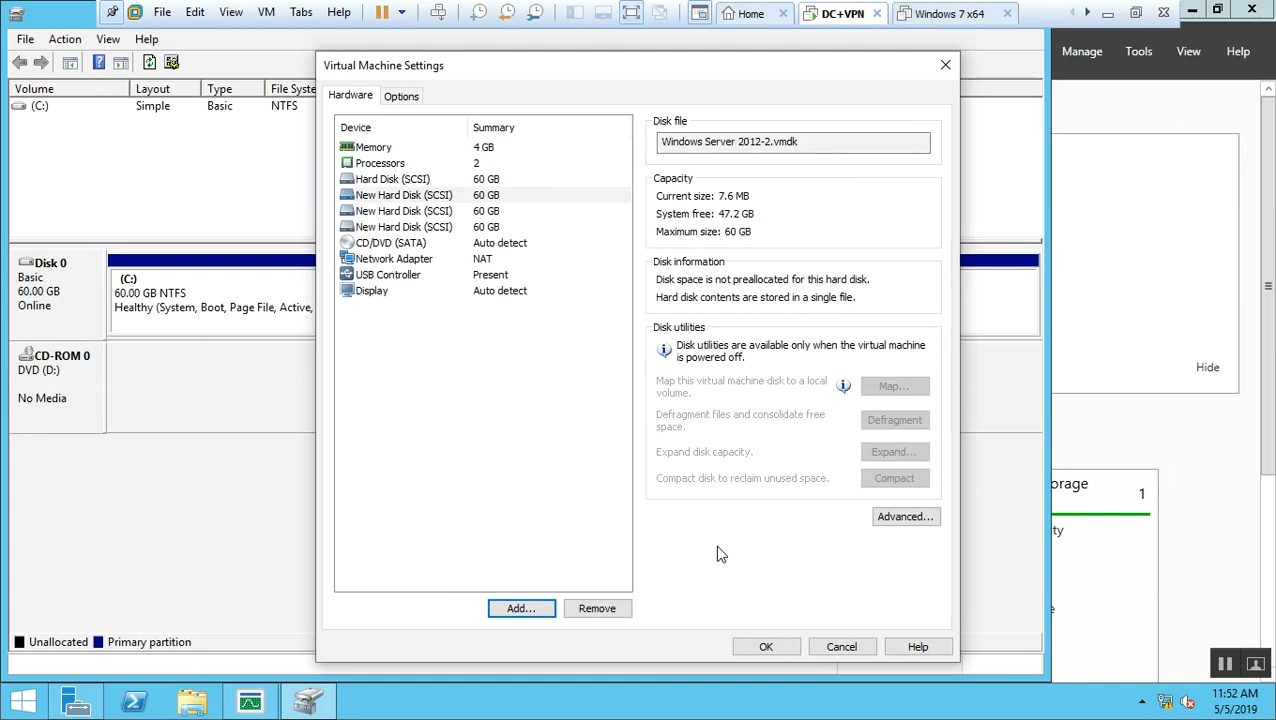 File Edit View VM Tabs Help
Home
DC+VPN
Windows 7 x64
File Action View Help
Manage Tools View Help
Volume Layout Type File Syste
(C:) Simple Basic NTFS
Disk 0
Basic
60.00 GB
Online
(C:)
60.00 GB NTFS
Healthy (System, Boot, Page File, Active,
CD-ROM 0
DVD (D:)
No Media
Unallocated Primary partition
Virtual Machine Settings
Hardware Options
Device Summary
Memory 4 GB
Processors 2
Hard Disk (SCSI) 60 GB
New Hard Disk (SCSI) 60 GB
New Hard Disk (SCSI) 60 GB
New Hard Disk (SCSI) 60 GB
CD/DVD (SATA) Auto detect
Network Adapter NAT
USB Controller Present
Display Auto detect
Add... Remove
Disk file
Windows Server 2012-2.vmdk
Capacity
Current size: 7.6 MB
System free: 47.2 GB
Maximum size: 60 GB
Disk information
Disk space is not preallocated for this hard disk.
Hard disk contents are stored in a single file.
Disk utilities
Disk utilities are available only when the virtual machine
is powered off.
Map this virtual machine disk to a local
volume.
Map...
Defragment files and consolidate free
space.
Defragment
Expand disk capacity.
Expand...
Compact disk to reclaim unused space.
Compact
Advanced...
OK Cancel Help
Hide
orage 1
ty
s
11:52 AM
5/5/2019